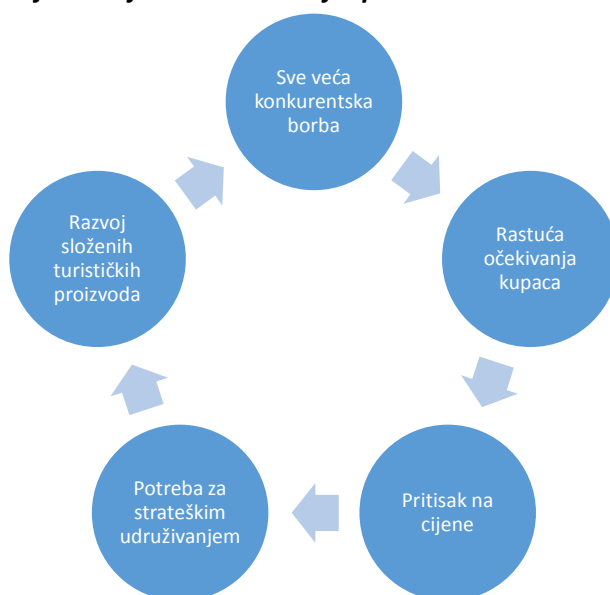 Sve veća
konkurentska
borba
Rastuća
očekivanja
kupaca
Pritisak na
cijene
Potreba za
strateškim
udruživanjem
Razvoj
složenih
turističkih
proizvoda